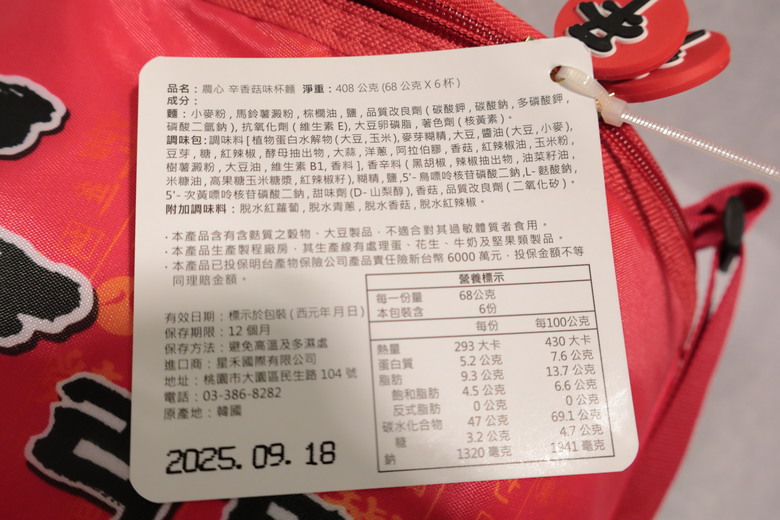 品名：農心 辛香菇味杯麵 淨重：408 公克 (68 公克 X 6 杯)
成分：
麵：小麥粉 , 馬鈴薯澱粉 , 棕櫚油 , 鹽 , 品質改良劑 ( 碳酸鉀 , 碳酸鈉 , 多磷酸鈉 ,
磷酸二氫鈉 ) , 抗氧化劑 ( 維生素 E) , 大豆卵磷脂 , 著色劑 ( 核黃素 ) 。
調味包：調味料 [ 植物蛋白水解物 ( 大豆, 玉米), 麥芽糊精 , 大豆 , 醬油 (大豆 , 小麥),
豆芽 , 糖 , 紅辣椒 , 酵母抽出物 , 大蒜 , 洋蔥 , 阿拉伯膠 , 香菇 , 紅辣椒油 , 玉米粉 ,
樹薯澱粉 , 大豆油 , 維生素 B1 , 香料 ] , 香辛料 ( 黑胡椒 , 辣椒抽出物 , 油菜籽油 ,
米糠油 , 高果糖玉米糖漿 , 紅辣椒籽) , 糊精 , 鹽 ,5'- 鳥嘌呤核苷磷酸二鈉 ,L- 麩酸鈉 ,
5'- 次黃嘌呤核苷磷酸二鈉 , 甜味劑 (D- 山梨醇) , 香菇 , 品質改良劑 ( 二氧化矽 ) 。
附加調味料：脫水紅蘿蔔 , 脫水青蔥 , 脫水香菇 , 脫水紅辣椒 。
· 本產品含有含麩質之穀物、大豆製品，不適合對其過敏體質者食用。
· 本產品生產製程廠房，其生產線有處理蛋、花生、牛奶及堅果類製品。
· 本產品已投保明台產物保險公司產品責任險新台幣 6000 萬元，投保金額不等
同理賠金額。
有效日期：標示於包裝 ( 西元年月日 )
保存期限：12 個月
保存方法：避免高溫及多濕處
進口商：星禾國際有限公司
地址：桃園市大園區民生路 104 號
電話：03-386-8282
原產地：韓國
2025. 09. 18
營養標示
每一份量 68公克
本包裝含 6份
每份 每100公克
熱量 293 大卡 430 大卡
蛋白質 5.2 公克 7.6 公克
脂肪 9.3 公克 13.7 公克
飽和脂肪 4.5 公克 6.6 公克
反式脂肪 0 公克 0 公克
碳水化合物 47 公克 69.1 公克
糖 3.2 公克 4.7 公克
鈉 1320 毫克 1941 毫克